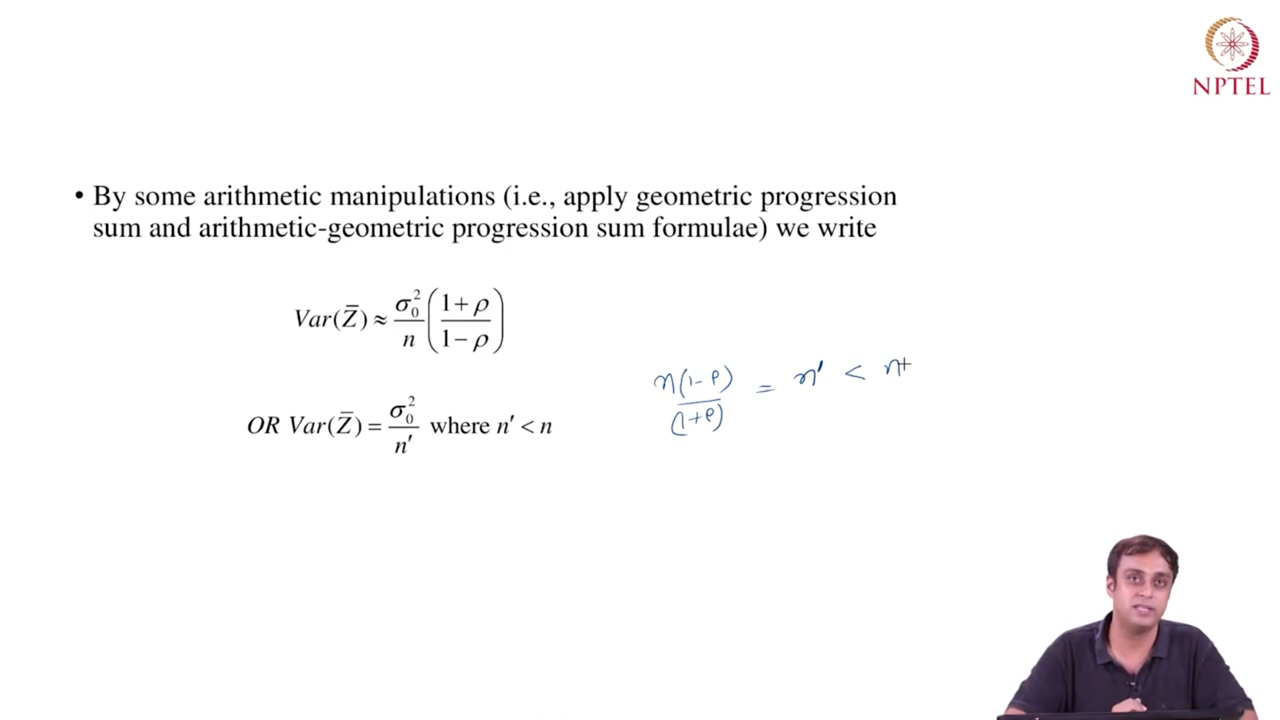 NPTEL
• By some arithmetic manipulations (i.e., apply geometric progression
sum and arithmetic-geometric progression sum formulae) we write
Var(Z̄) ≈ σ₀²/n ((1+ρ)/(1−ρ))
n(1-ρ)/(1+ρ) = n' < n+
OR Var(Z̄) = σ₀²/n′ where n′ < n